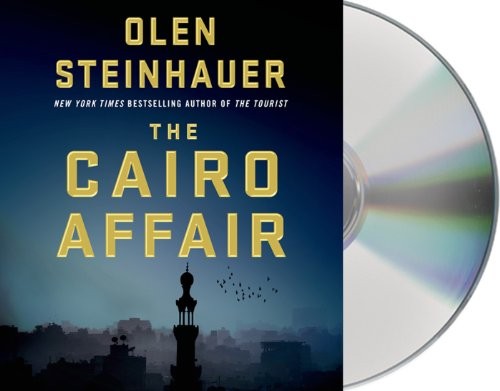 OLEN
STEINHAUER
NEW YORK TIMES BESTSELLING AUTHOR OF THE TOURIST
THE
CAIRO
AFFAIR